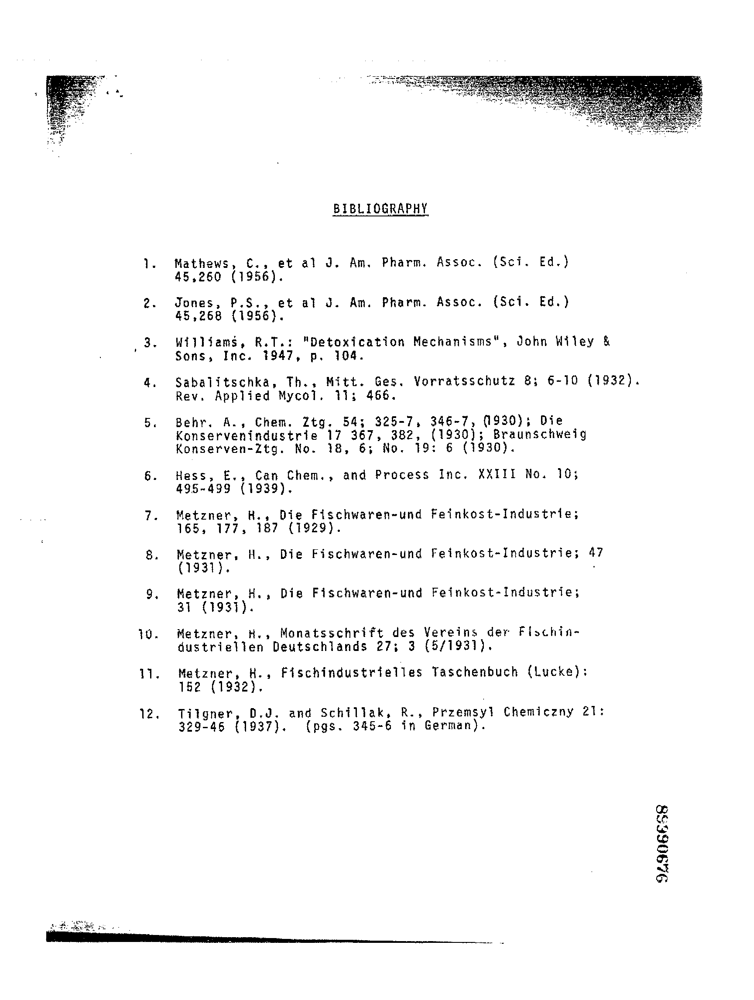 BIBLIOGRAPHY
1. Mathews, C., et al J. Am. Pharm. Assoc. (Sci. Ed.)
45,260 (1956).
2. Jones, P.S., et al J. Am. Pharm. Assoc. (Sci. Ed.)
45,268 (1956).
3. Williams, R.T.: "Detoxication Mechanisms", John Wiley &
Sons, Inc. 1947, p. 104.
4. Sabalitschka, Th., Mitt. Ges. Vorratsschutz 8; 6-10 (1932).
Rev. Applied Mycol. 11; 466.
5. Behr. A., Chem. Ztg. 54; 325-7, 346-7, (1930); Die
Konservenindustrie 17 367, 382, (1930); Braunschweig
Konserven-Ztg. No. 18, 6; No. 19: 6 (1930).
6. Hess, E., Can Chem., and Process Inc. XXIII No. 10;
495-499 (1939).
7. Metzner, H., Die Fischwaren-und Feinkost-Industrie;
165, 177, 187 (1929).
8. Metzner, H., Die Fischwaren-und Feinkost-Industrie; 47
(1931).
9. Metzner, H., Die Fischwaren-und Feinkost-Industrie;
31 (1931).
10. Metzner, H., Monatsschrift des Vereins der Fischin-
dustriellen Deutschlands 27; 3 (5/1931).
11. Metzner, H., Fischindustrielles Taschenbuch (Lucke):
152 (1932).
12. Tilgner, D.J. and Schillak, R., Przemsyl Chemiczny 21:
329-46 (1937). (pgs. 345-6 in German).
85390676